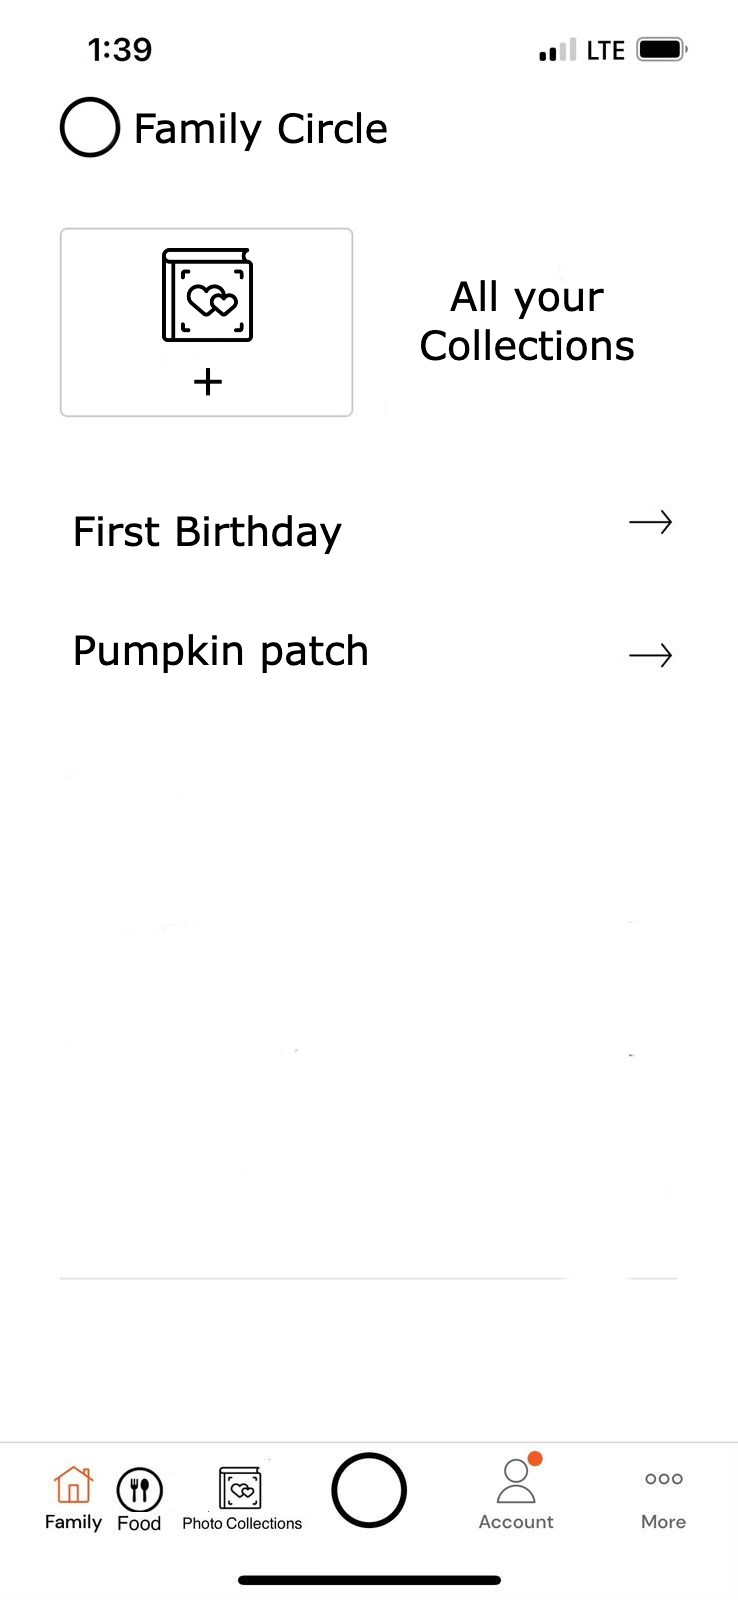 1:39 LTE
Family Circle
All your
Collections
+
First Birthday
Pumpkin patch
Family Food Photo Collections Account More